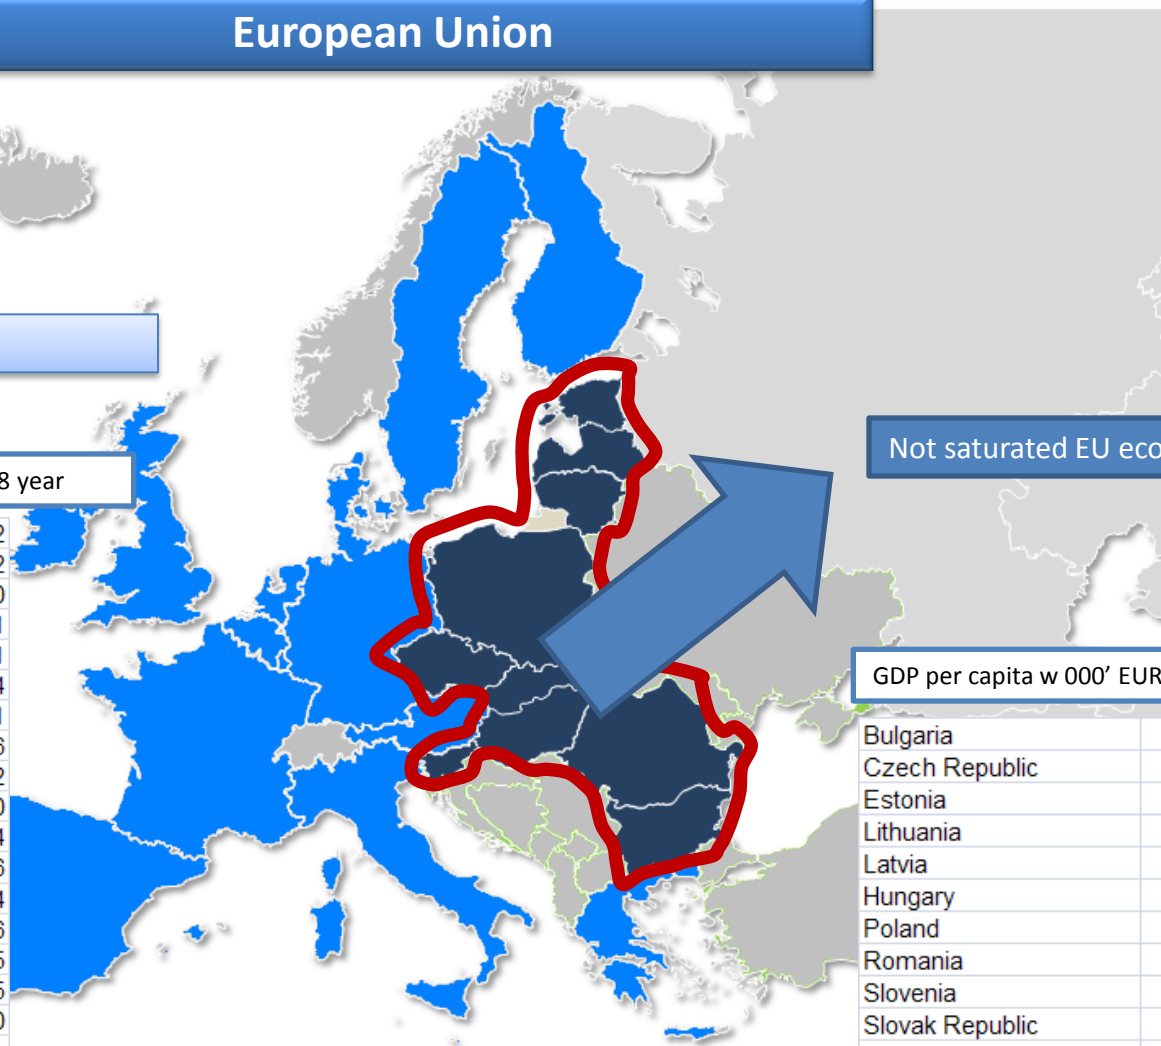 European Union
8 year
Not saturated EU eco
GDP per capita w 000’ EUR
Bulgaria
Czech Republic
Estonia
Lithuania
Latvia
Hungary
Poland
Romania
Slovenia
Slovak Republic